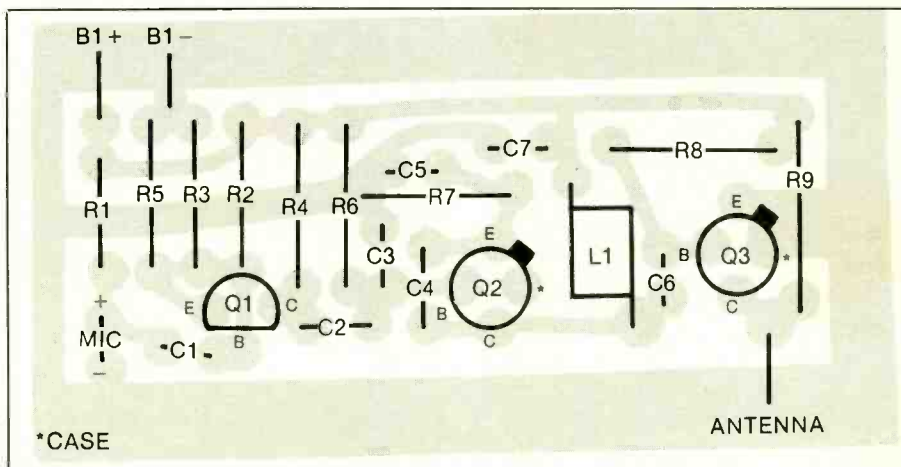 B1+ B1–
C7 R8
C5
R1 R5 R3 R2 R4 R6 R7 R9
E
C3 E L1 B Q3 *
+ E Q1 C C4 Q2 * C6
MIC B C2 B C
– C1 C
*CASE ANTENNA